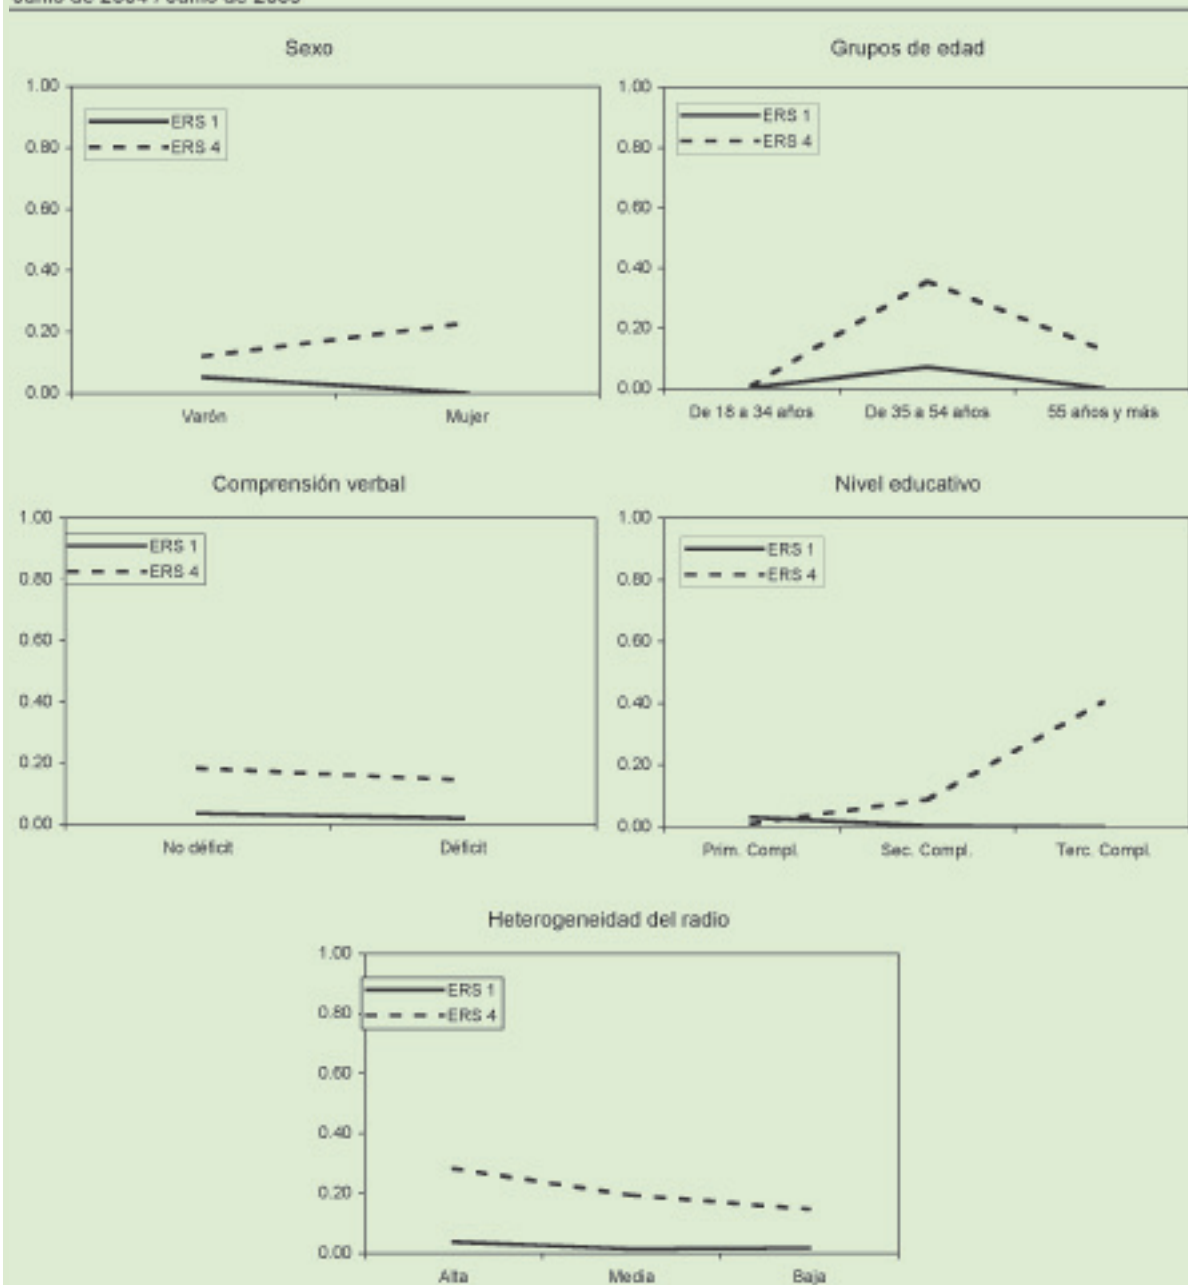 Sexo
1.00
0.80
0.60
0.40
0.20
0.00
ERS 1
ERS 4
Varón Mujer
Grupos de edad
1.00
0.80
0.60
0.40
0.20
0.00
ERS 1
ERS 4
De 18 a 34 años De 35 a 54 años 55 años y más
Comprensión verbal
1.00
0.80
0.60
0.40
0.20
0.00
ERS 1
ERS 4
No déficit Déficit
Nivel educativo
1.00
0.80
0.60
0.40
0.20
0.00
ERS 1
ERS 4
Prim. Compl. Sec. Compl. Terc. Compl.
Heterogeneidad del radio
1.00
0.80
0.60
0.40
0.20
0.00
ERS 1
ERS 4
Alta Media Baja